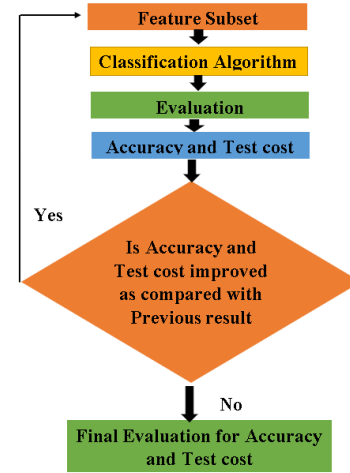 Feature Subset
Classification Algorithm
Evaluation
Accuracy and Test cost
Yes
Is Accuracy and
Test cost improved
as compared with
Previous result
No
Final Evaluation for Accuracy
and Test cost